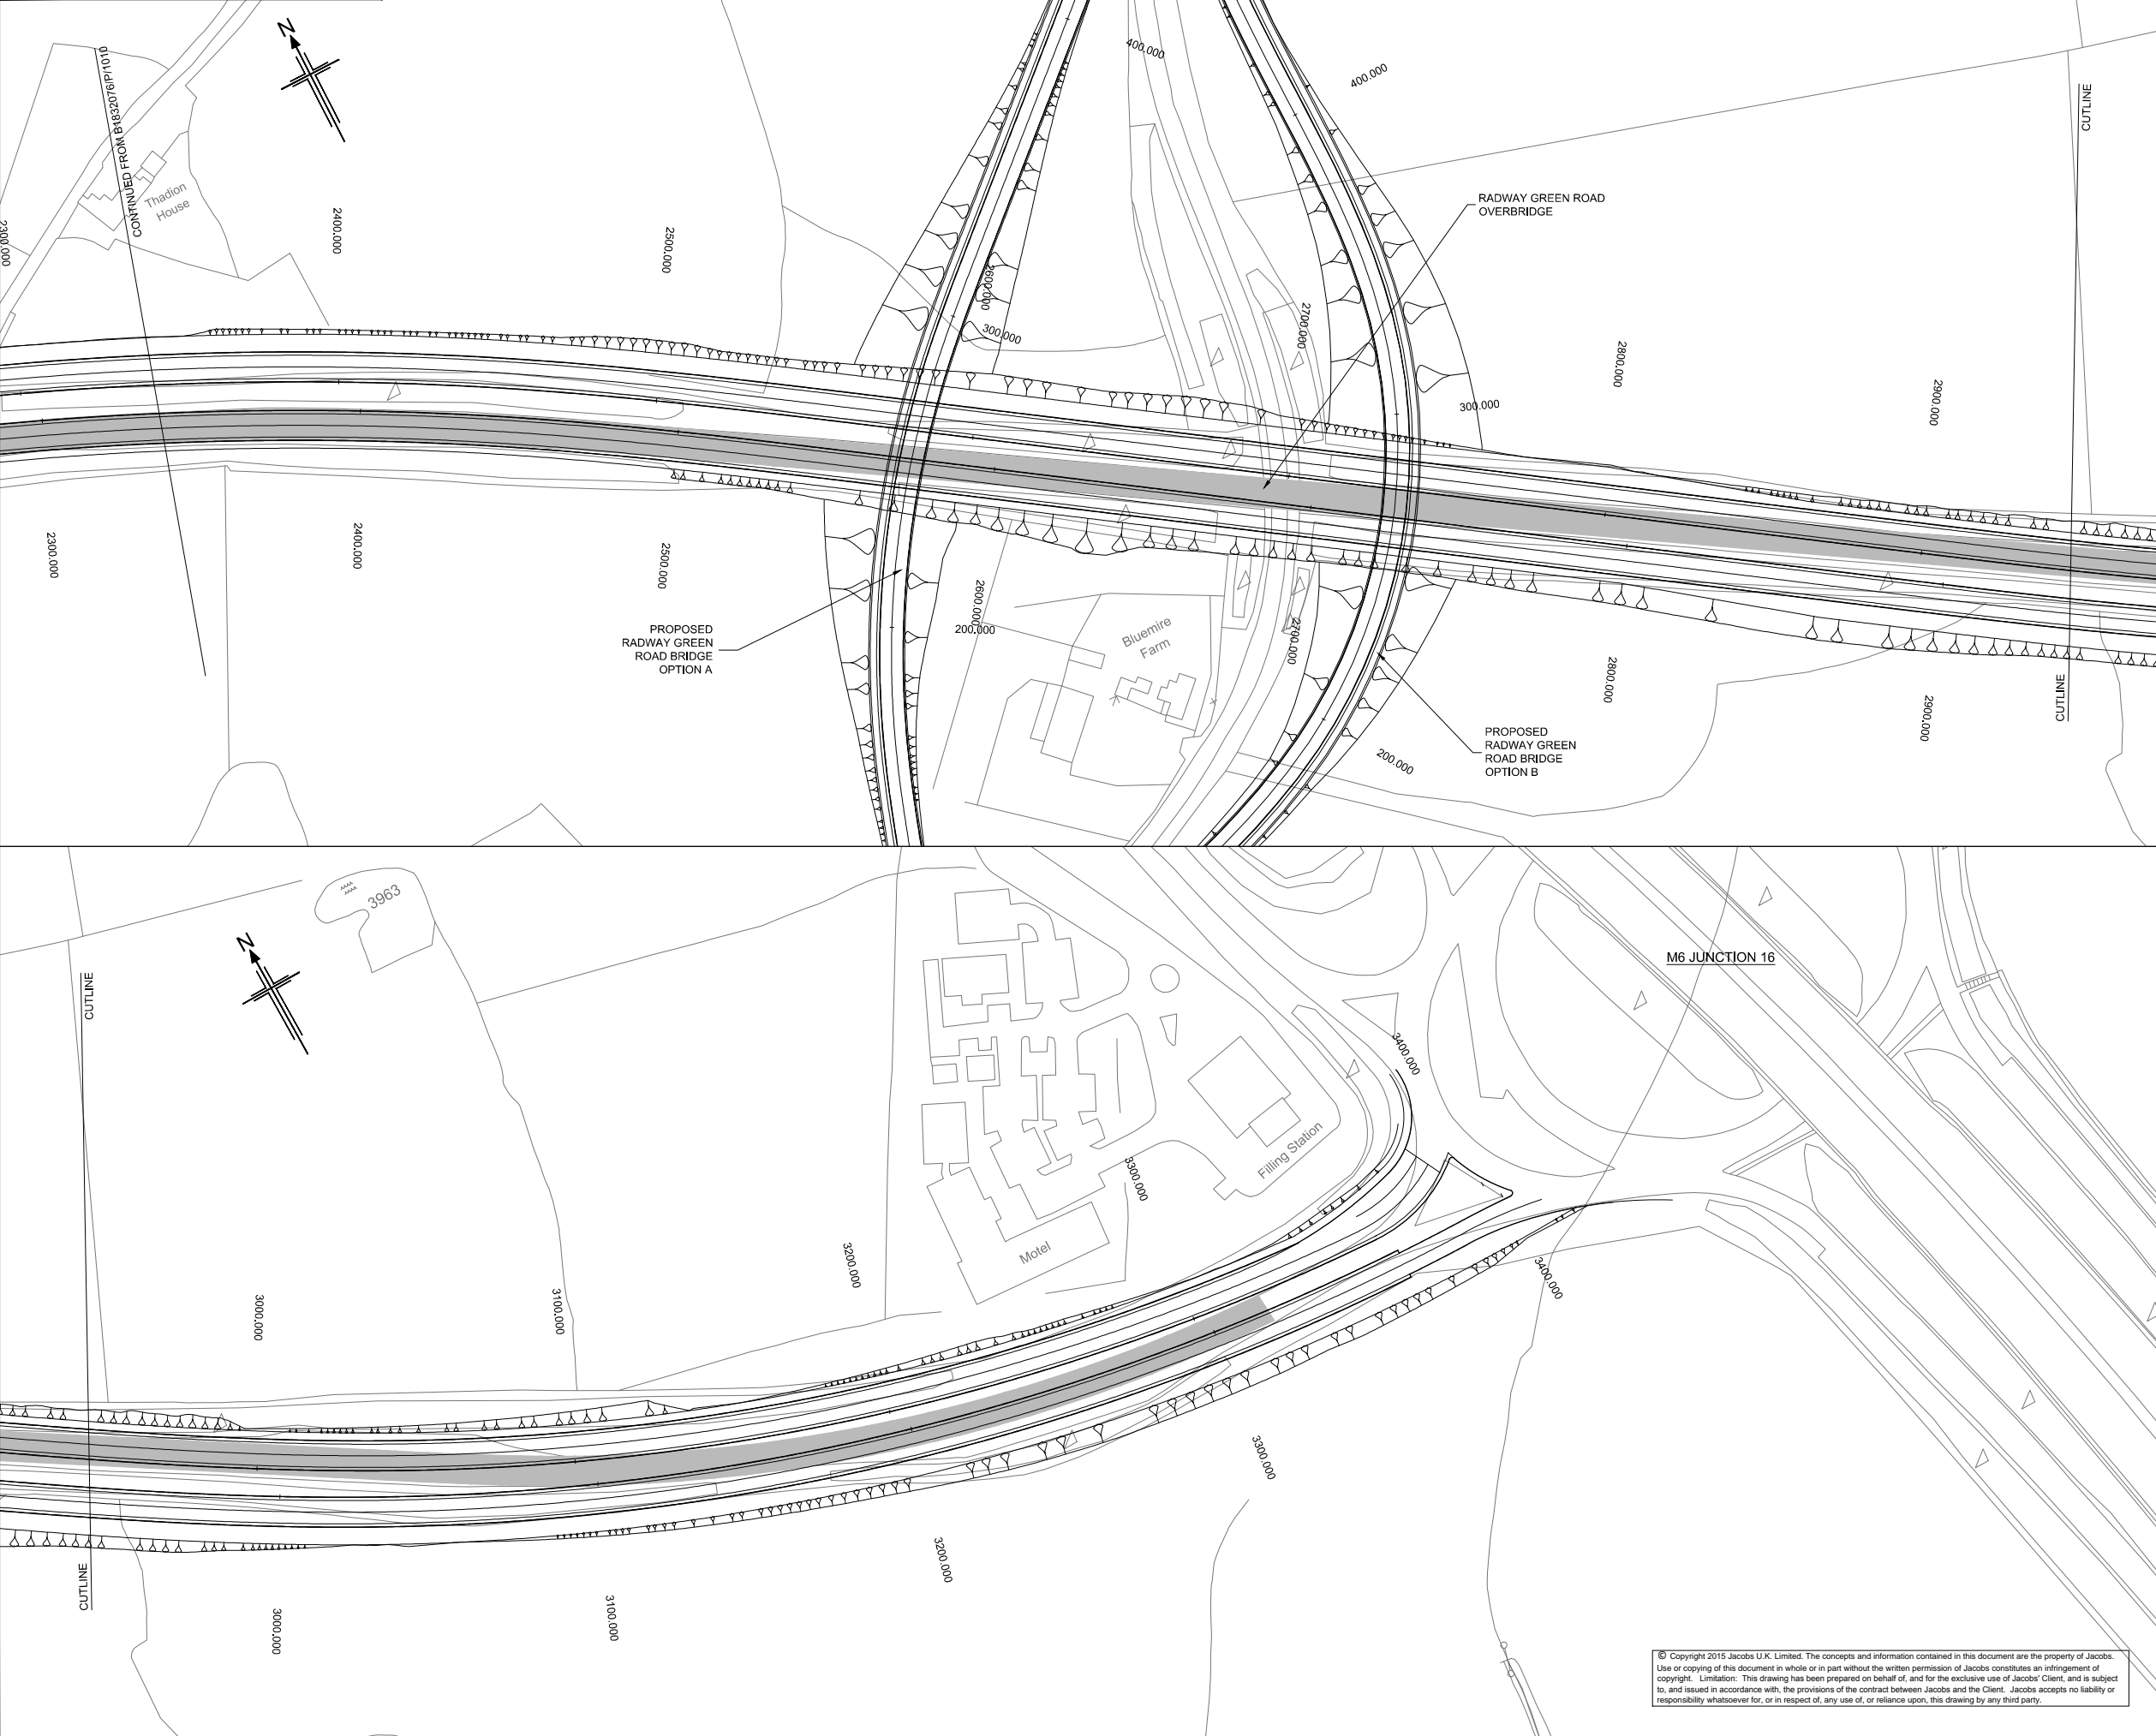 N
CONTINUED FROM B1832076/P/1010
Thadion
House
2300.000
2400.000
2500.000
2600.000
300.000
400.000
400.000
2700.000
RADWAY GREEN ROAD
OVERBRIDGE
300.000
2800.000
2900.000
CUTLINE
2300.000
2400.000
2500.000
PROPOSED
RADWAY GREEN
ROAD BRIDGE
OPTION A
2600.000
200.000
Bluemire
Farm
2700.000
PROPOSED
RADWAY GREEN
ROAD BRIDGE
OPTION B
200.000
2800.000
2900.000
CUTLINE
3963
N
CUTLINE
M6 JUNCTION 16
3400.000
Filling Station
3300.000
Motel
3000.000
3100.000
3200.000
3400.000
3300.000
CUTLINE
3000.000
3100.000
3200.000
© Copyright 2015 Jacobs U.K. Limited. The concepts and information contained in this document are the property of Jacobs.
Use or copying of this document in whole or in part without the written permission of Jacobs constitutes an infringement of
copyright. Limitation: This drawing has been prepared on behalf of, and for the exclusive use of Jacobs' Client, and is subject
to, and issued in accordance with, the provisions of the contract between Jacobs and the Client. Jacobs accepts no liability or
responsibility whatsoever for, or in respect of, any use of, or reliance upon, this drawing by any third party.